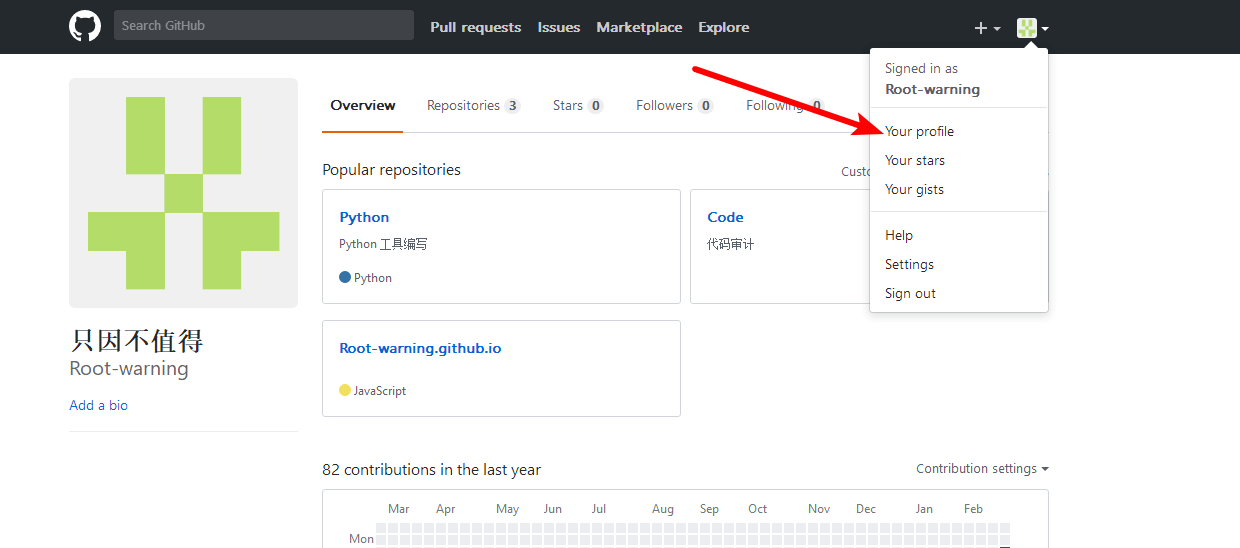 Search GitHub Pull requests Issues Marketplace Explore
Signed in as
Root-warning
Overview Repositories 3 Stars 0 Followers 0 Following 0
Your profile
Your stars
Your gists
Help
Settings
Sign out
Popular repositories
Python
Python 工具编写
Python
Code
代码审计
Root-warning.github.io
JavaScript
只因不值得
Root-warning
Add a bio
82 contributions in the last year Contribution settings
Mar Apr May Jun Jul Aug Sep Oct Nov Dec Jan Feb
Mon